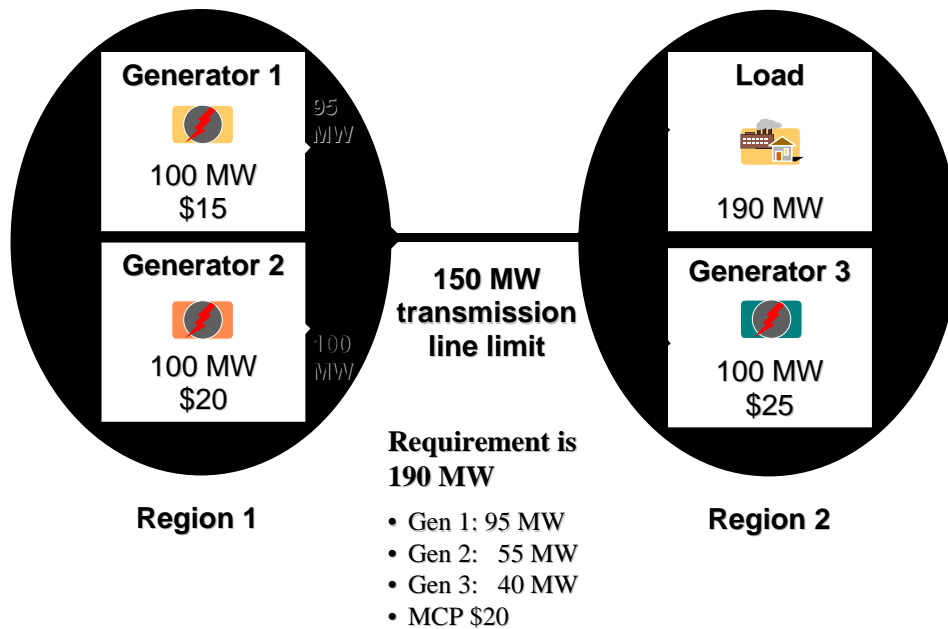 Generator 1
100 MW
$15
95
MW
Generator 2
100 MW
$20
100
MW
Region 1
150 MW
transmission
line limit
Requirement is
190 MW
• Gen 1: 95 MW
• Gen 2: 55 MW
• Gen 3: 40 MW
• MCP $20
Load
190 MW
Generator 3
100 MW
$25
Region 2